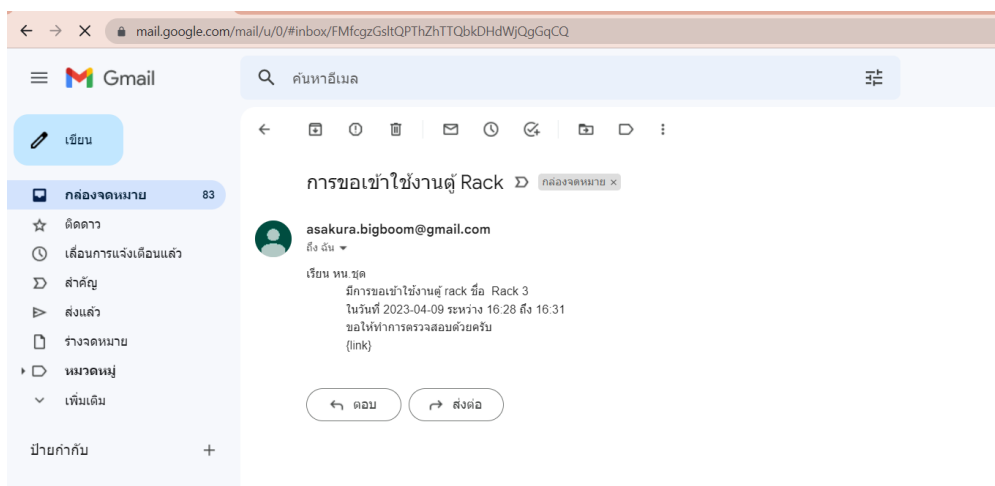 mail.google.com/mail/u/0/#inbox/FMfcgzGsltQPThZhTTQbkDHdWjQgGqCQ
Gmail
ค้นหาอีเมล
เขียน
กล่องจดหมาย 83
ติดดาว
เลื่อนการแจ้งเตือนแล้ว
สำคัญ
ส่งแล้ว
ร่างจดหมาย
หมวดหมู่
เพิ่มเติม
ป้ายกำกับ
การขอเข้าใช้งานตู้ Rack กล่องจดหมาย ×
asakura.bigboom@gmail.com
ถึง ฉัน
เรียน หน.ชุด
มีการขอเข้าใช้งานตู้ rack ชื่อ Rack 3
ในวันที่ 2023-04-09 ระหว่าง 16:28 ถึง 16:31
ขอให้ทำการตรวจสอบด้วยครับ
{link}
ตอบ
ส่งต่อ